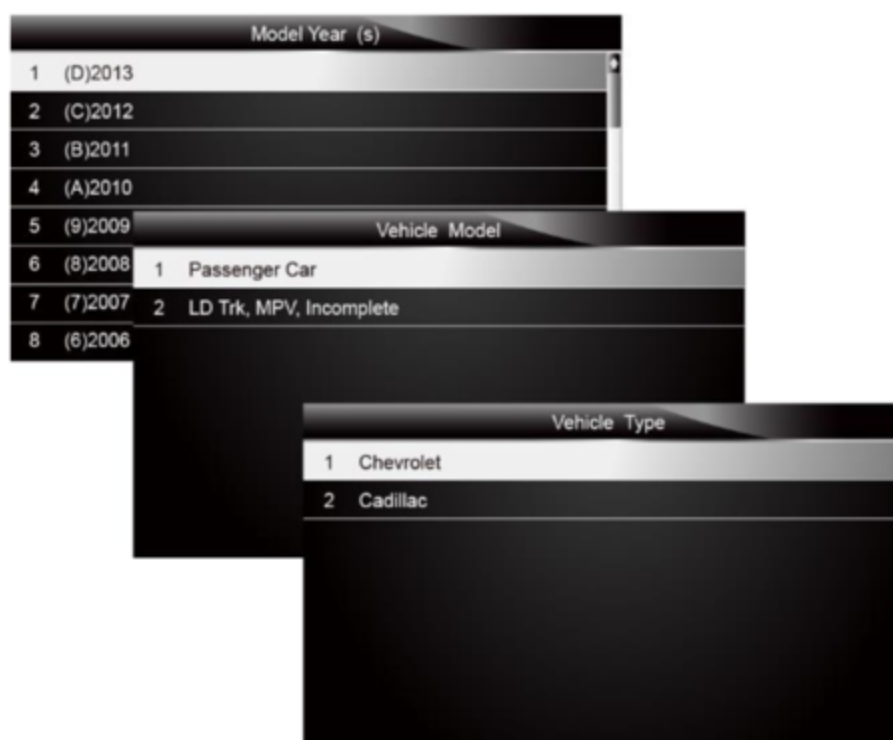 Model Year (s)
1 (D)2013
2 (C)2012
3 (B)2011
4 (A)2010
5 (9)2009
6 (8)2008
7 (7)2007
8 (6)2006
Vehicle Model
1 Passenger Car
2 LD Trk, MPV, Incomplete
Vehicle Type
1 Chevrolet
2 Cadillac